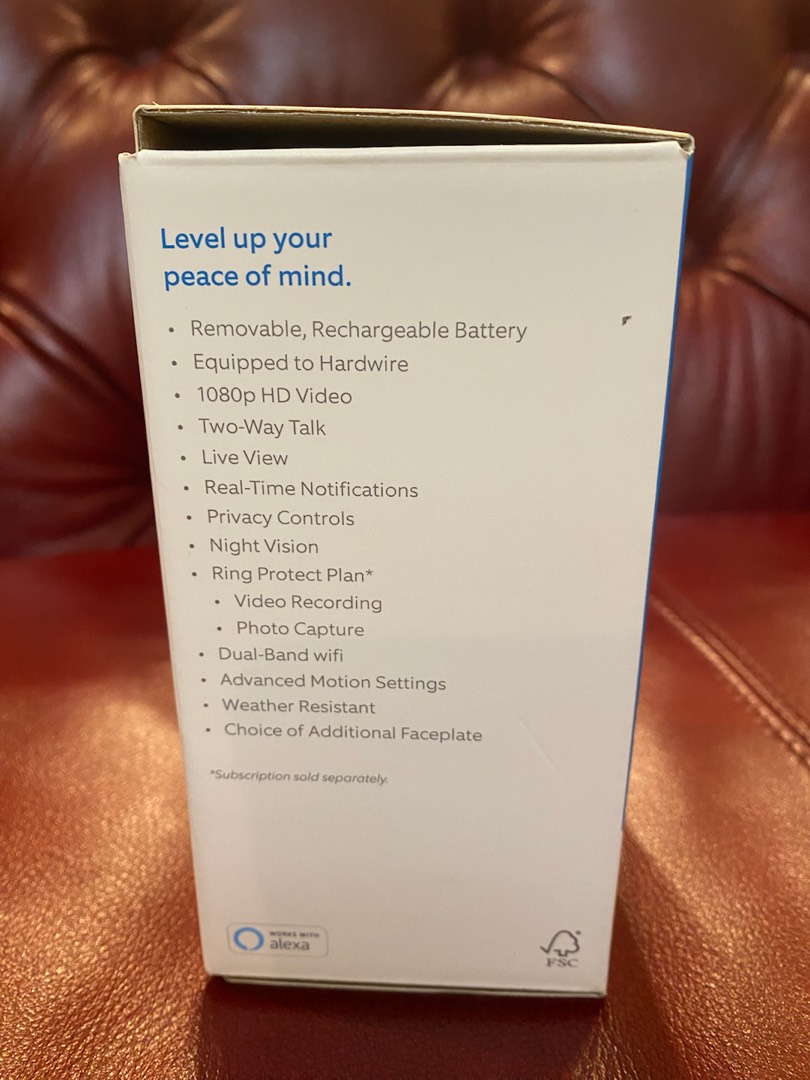 Level up your
peace of mind.
• Removable, Rechargeable Battery
• Equipped to Hardwire
• 1080p HD Video
• Two-Way Talk
• Live View
• Real-Time Notifications
• Privacy Controls
• Night Vision
• Ring Protect Plan*
• Video Recording
• Photo Capture
• Dual-Band wifi
• Advanced Motion Settings
• Weather Resistant
• Choice of Additional Faceplate
*Subscription sold separately.
WORKS WITH
alexa
FSC